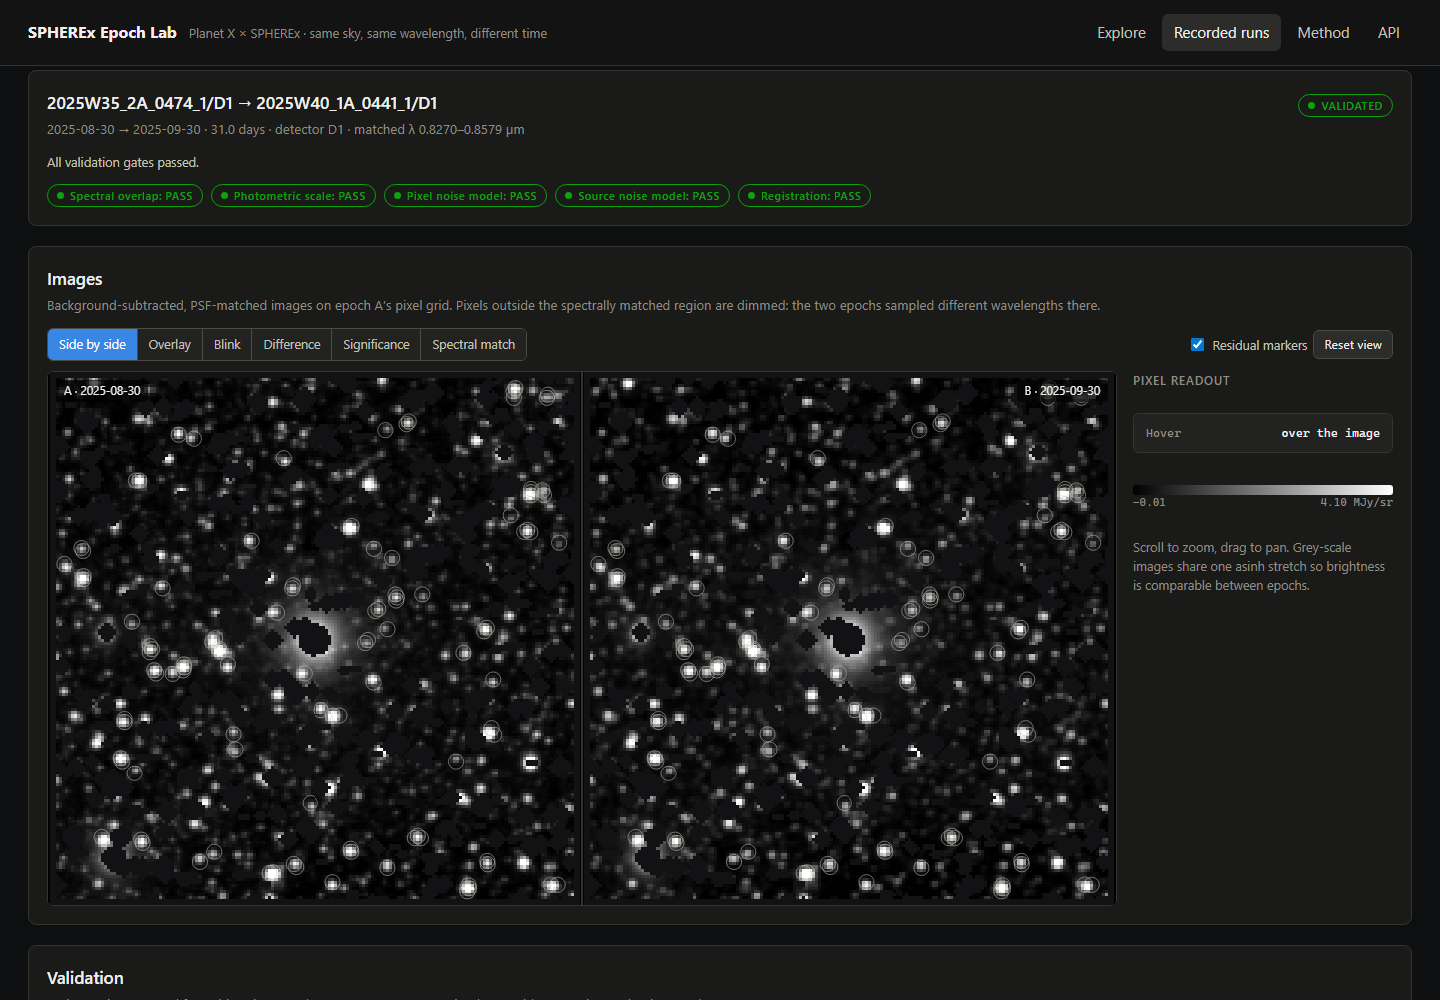 SPHEREx Epoch Lab
Planet X × SPHEREx · same sky, same wavelength, different time
Explore
Recorded runs
Method
API
2025W35_2A_0474_1/D1 → 2025W40_1A_0441_1/D1
VALIDATED
2025-08-30 → 2025-09-30 · 31.0 days · detector D1 · matched λ 0.8270–0.8579 µm
All validation gates passed.
Spectral overlap: PASS
Photometric scale: PASS
Pixel noise model: PASS
Source noise model: PASS
Registration: PASS
Images
Background-subtracted, PSF-matched images on epoch A's pixel grid. Pixels outside the spectrally matched region are dimmed: the two epochs sampled different wavelengths there.
Side by side
Overlay
Blink
Difference
Significance
Spectral match
Residual markers
Reset view
A · 2025-08-30
B · 2025-09-30
PIXEL READOUT
Hover
over the image
−0.01
4.10 MJy/sr
Scroll to zoom, drag to pan. Grey-scale
images share one asinh stretch so brightness
is comparable between epochs.
Validation